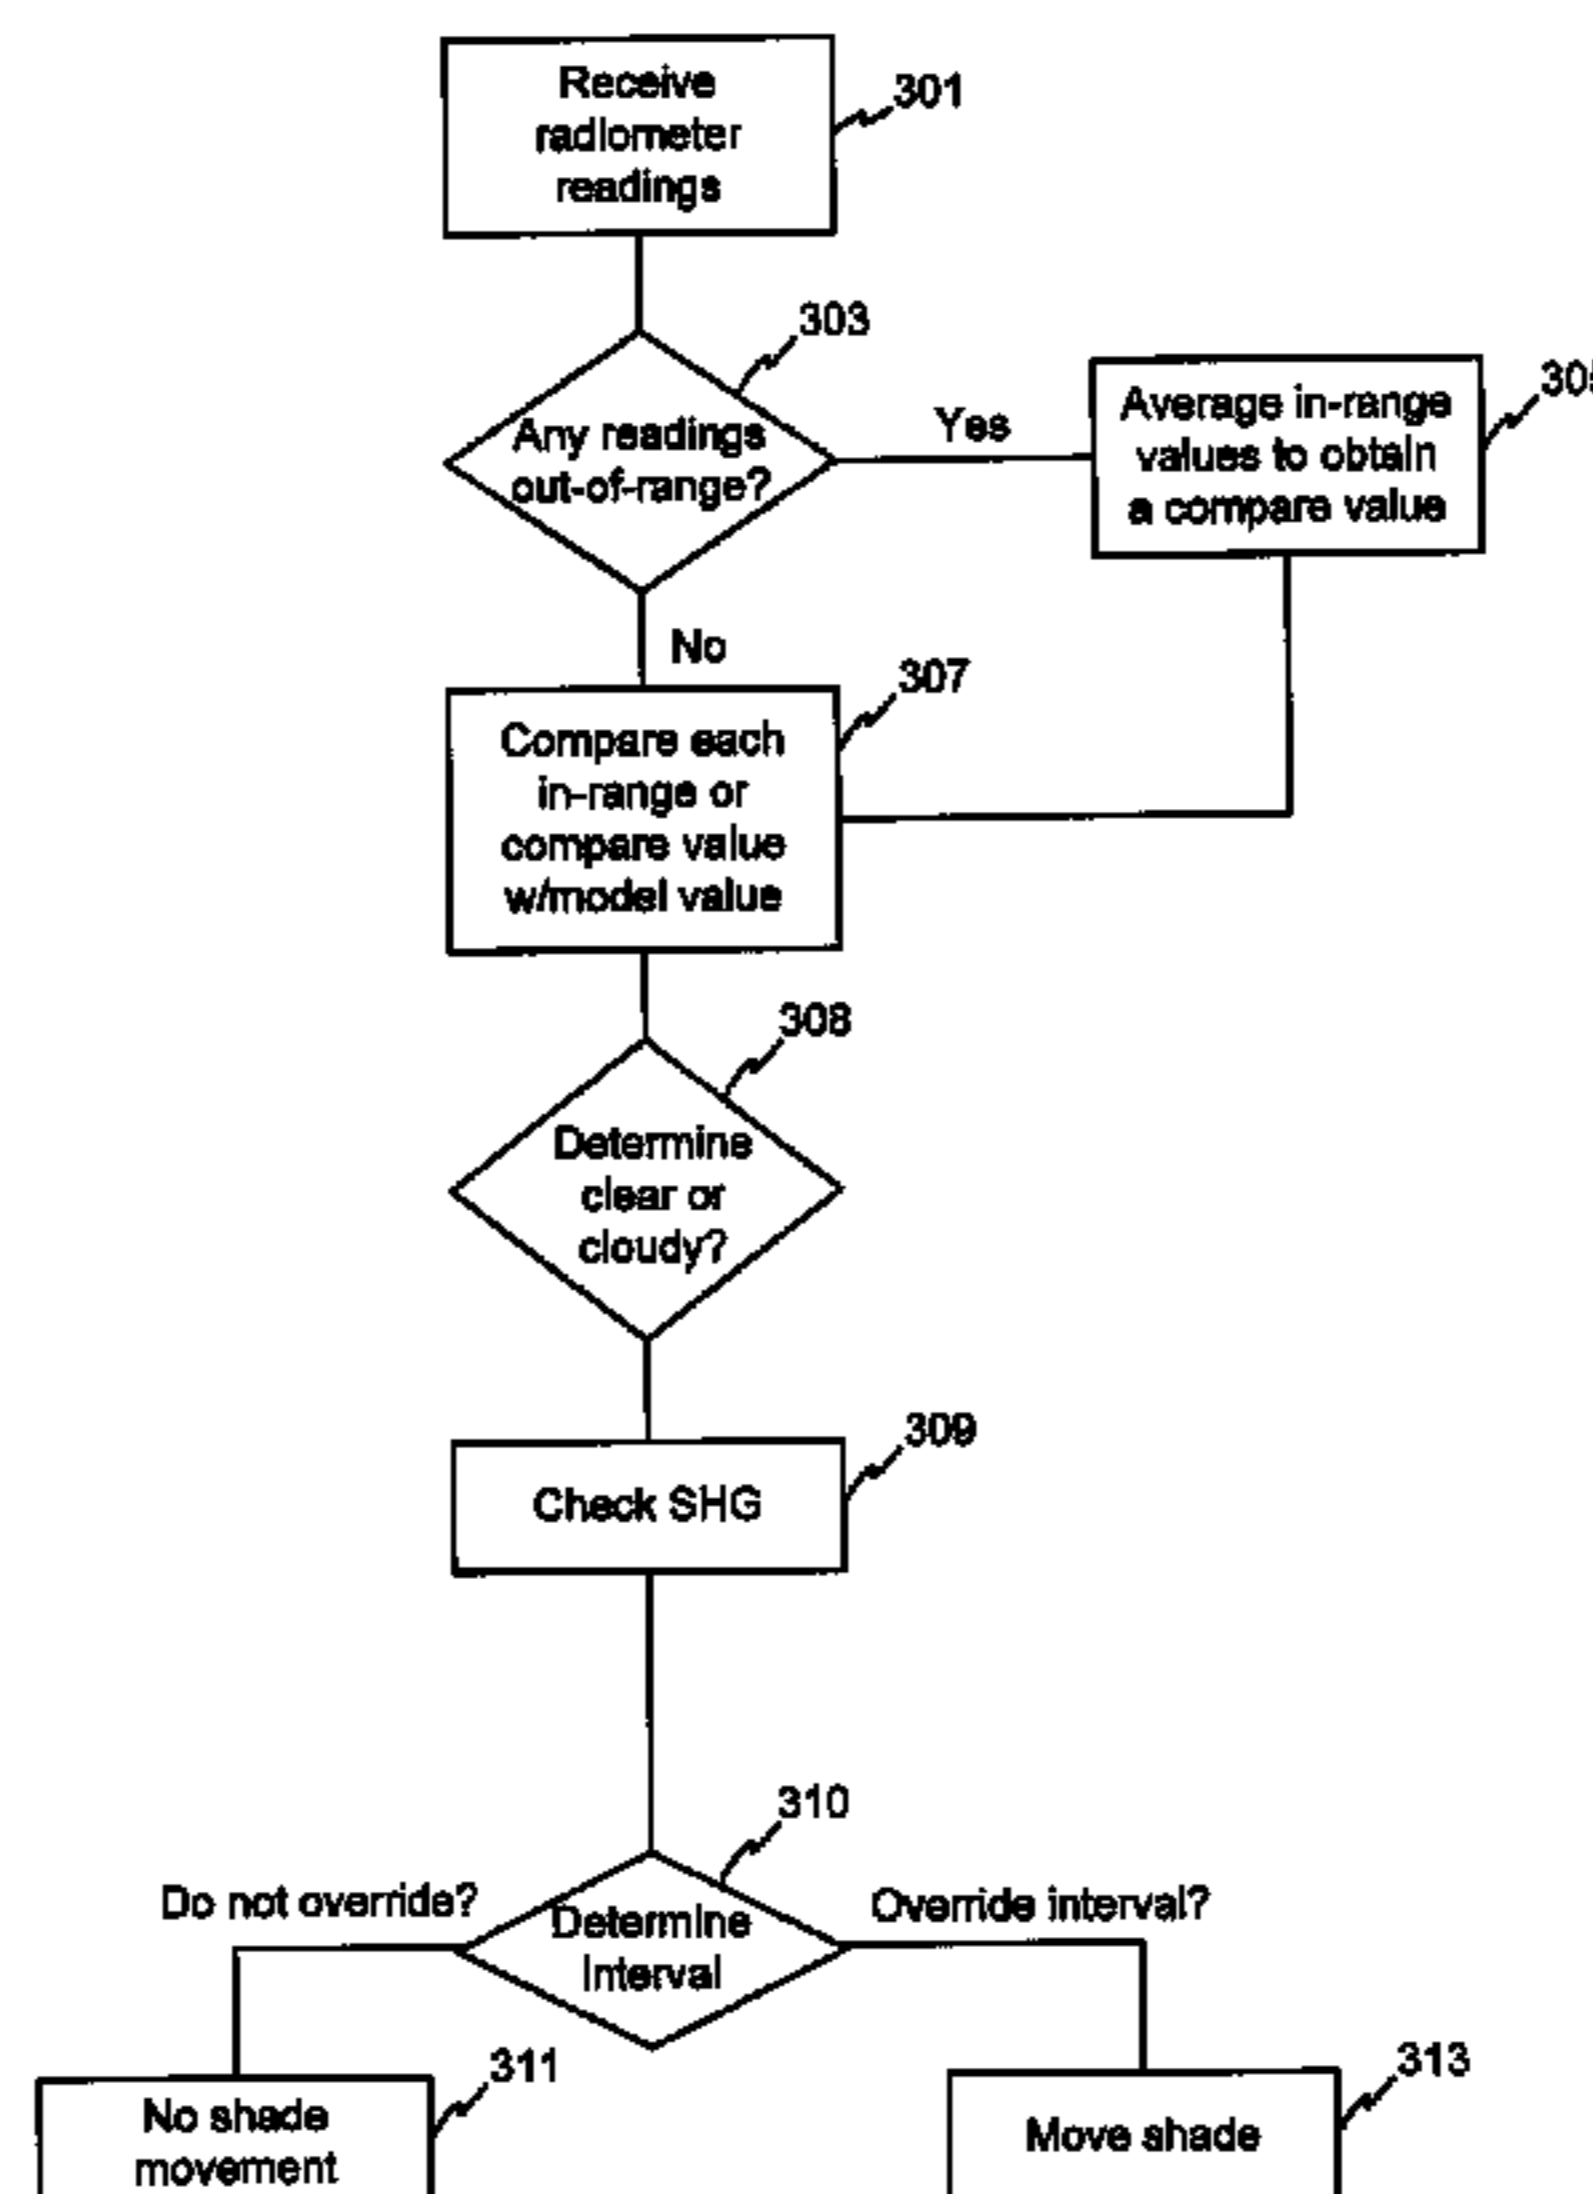 Receive
radiometer
readings
301
303
Any readings
out-of-range?
Yes
Average in-range
values to obtain
a compare value
No
307
Compare each
in-range or
compare value
w/model value
308
Determine
clear or
cloudy?
309
Check SHG
310
Do not override?
Determine
Interval
Override interval?
311
No shade
movement
313
Move shade